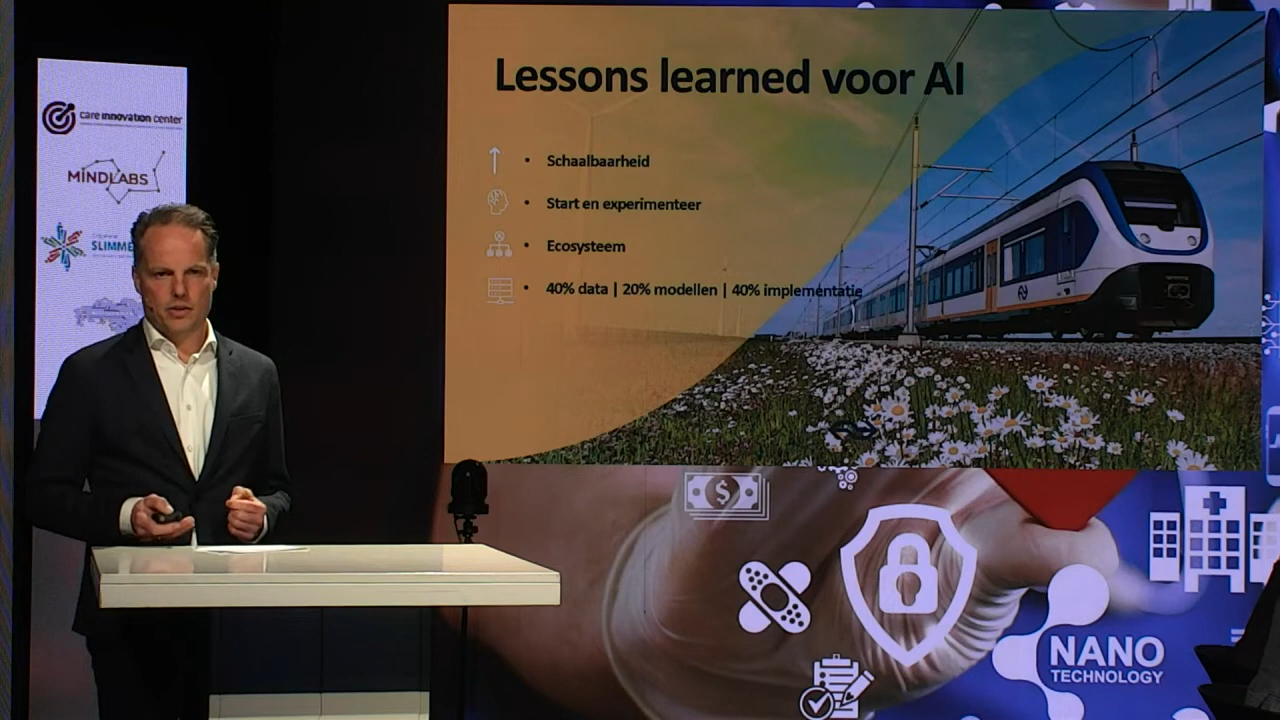 Lessons learned voor AI
• Schaalbaarheid
• Start en experimenteer
• Ecosysteem
• 40% data | 20% modellen | 40% implementatie
care innovation center
MINDLABS
SLIMME
$
NANO
TECHNOLOGY